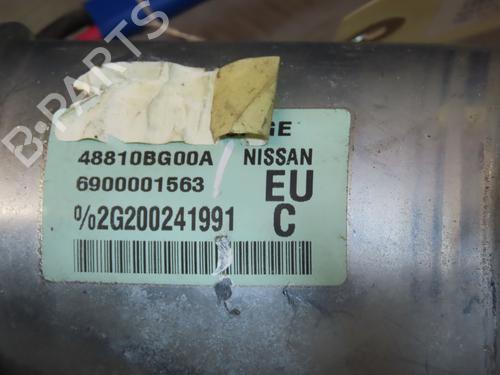 GE
48810BG00A NISSAN
6900001563 EU
%2G200241991 C
B-PARTS